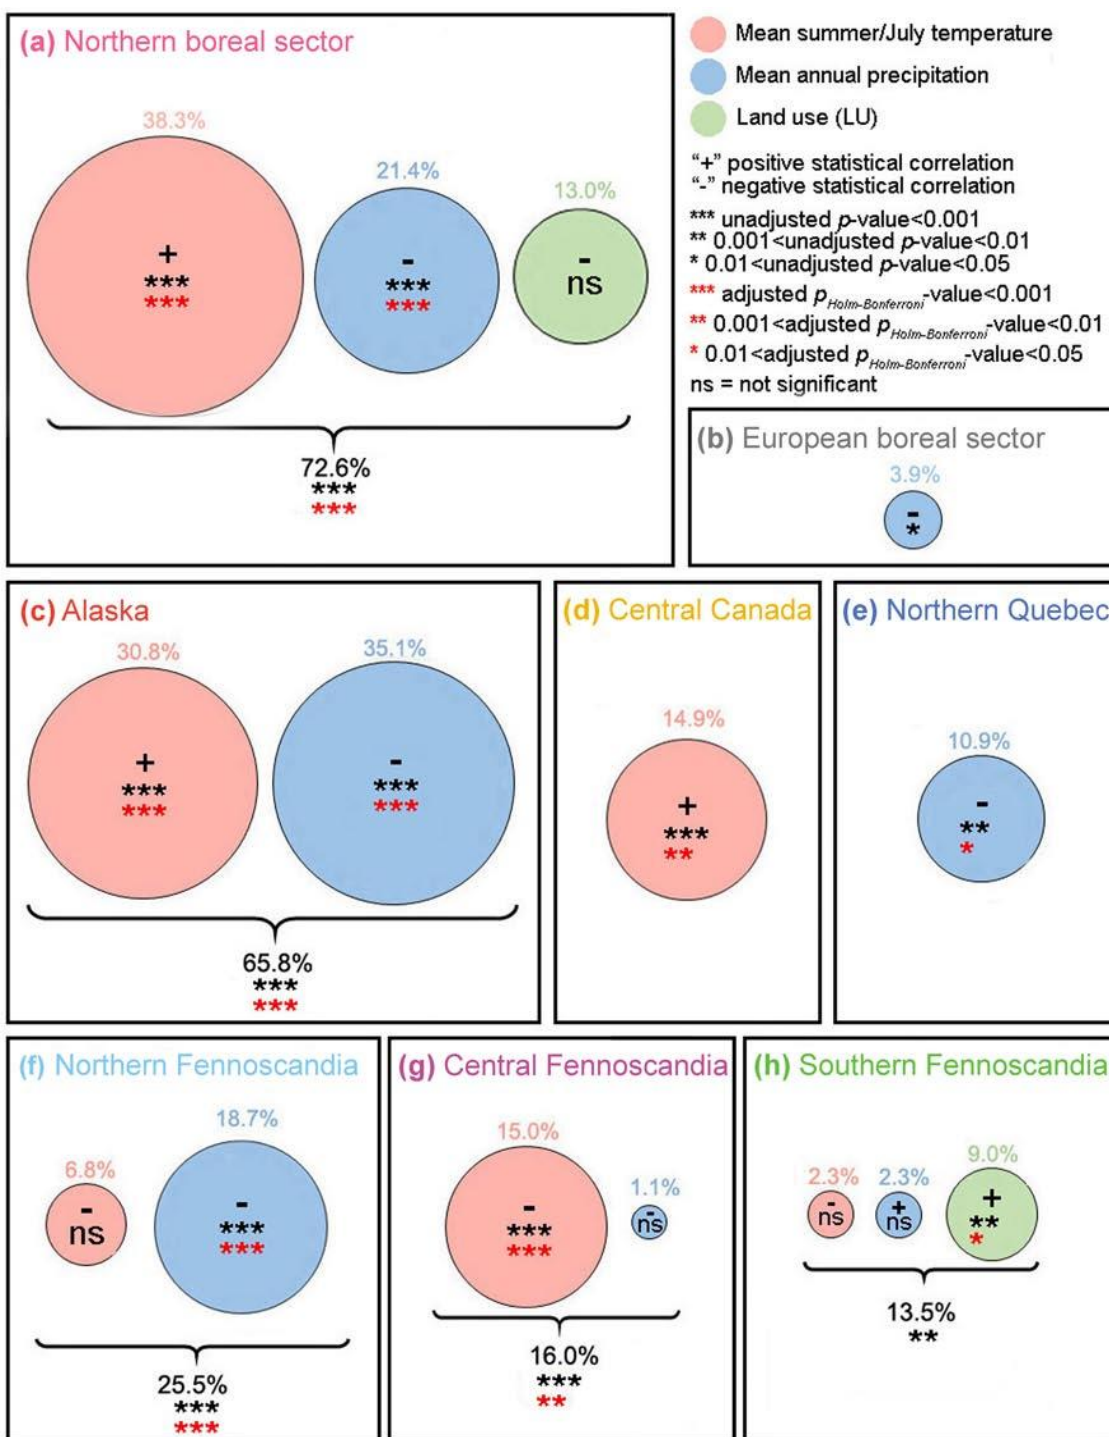 (a) Northern boreal sector
38.3%
+
***
***
21.4%
-
***
***
13.0%
-
ns
72.6%
***
***
Mean summer/July temperature
Mean annual precipitation
Land use (LU)
“+” positive statistical correlation
“-” negative statistical correlation
*** unadjusted p-value<0.001
** 0.001<unadjusted p-value<0.01
* 0.01<unadjusted p-value<0.05
*** adjusted pHolm-Bonferroni-value<0.001
** 0.001<adjusted pHolm-Bonferroni-value<0.01
* 0.01<adjusted pHolm-Bonferroni-value<0.05
ns = not significant
(b) European boreal sector
3.9%
-
*
(c) Alaska
30.8%
+
***
***
35.1%
-
***
***
65.8%
***
***
(d) Central Canada
14.9%
+
***
**
(e) Northern Quebec
10.9%
-
**
*
(f) Northern Fennoscandia
6.8%
-
ns
18.7%
-
***
***
25.5%
***
***
(g) Central Fennoscandia
15.0%
-
***
***
1.1%
-
ns
16.0%
***
**
(h) Southern Fennoscandia
2.3%
-
ns
2.3%
+
ns
9.0%
+
**
*
13.5%
**